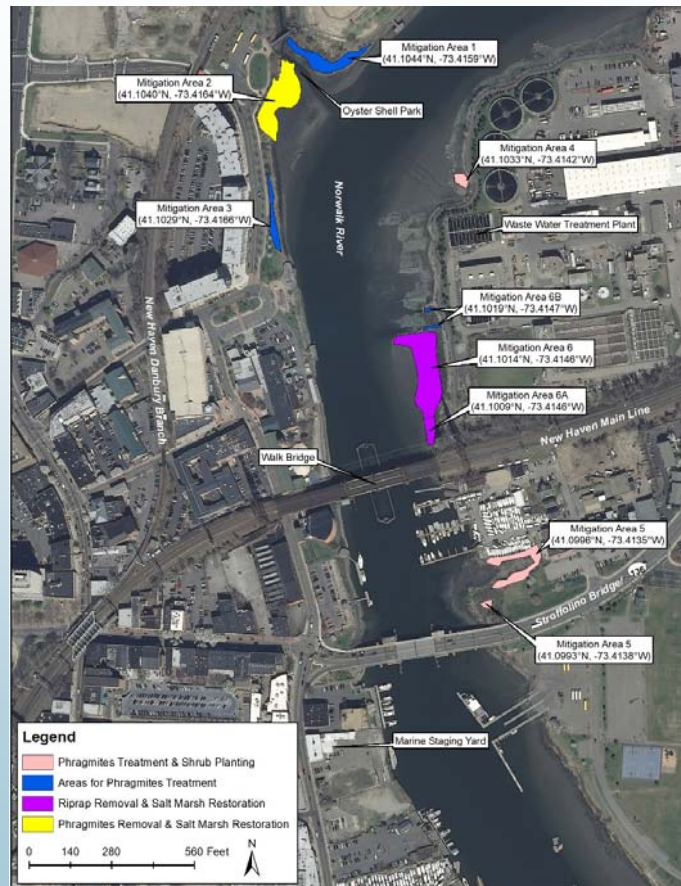 Mitigation Area 1
(41.1044°N, -73.4159°W)
Mitigation Area 2
(41.1040°N, -73.4164°W)
Oyster Shell Park
Mitigation Area 4
(41.1033°N, -73.4142°W)
Mitigation Area 3
(41.1029°N, -73.4166°W)
Norwalk River
Waste Water Treatment Plant
Mitigation Area 6B
(41.1019°N, -73.4147°W)
New Haven Danbury Branch
Mitigation Area 6
(41.1014°N, -73.4146°W)
Mitigation Area 6A
(41.1009°N, -73.4146°W)
New Haven Main Line
Walk Bridge
Mitigation Area 5
(41.0996°N, -73.4135°W)
Stroffolino Bridge/
136
Mitigation Area 5
(41.0993°N, -73.4138°W)
Marine Staging Yard
Legend
Phragmites Treatment & Shrub Planting
Areas for Phragmites Treatment
Riprap Removal & Salt Marsh Restoration
Phragmites Removal & Salt Marsh Restoration
0 140 280 560 Feet
N